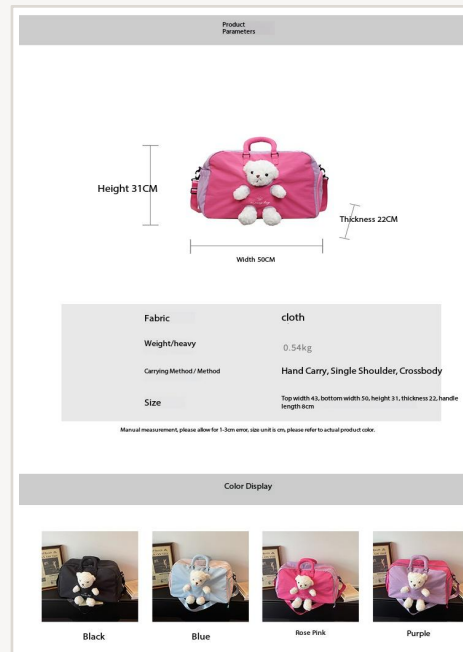 Product
Parameters
Height 31CM
Thickness 22CM
Width 50CM
Fabric
cloth
Weight/heavy
0.54kg
Carrying Method / Method
Hand Carry, Single Shoulder, Crossbody
Size
Top width 43, bottom width 50, height 31, thickness 22, handle
length 8cm
Manual measurement, please allow for 1-3cm error, size unit is cm, please refer to actual product color.
Color Display
Black
Blue
Rose Pink
Purple